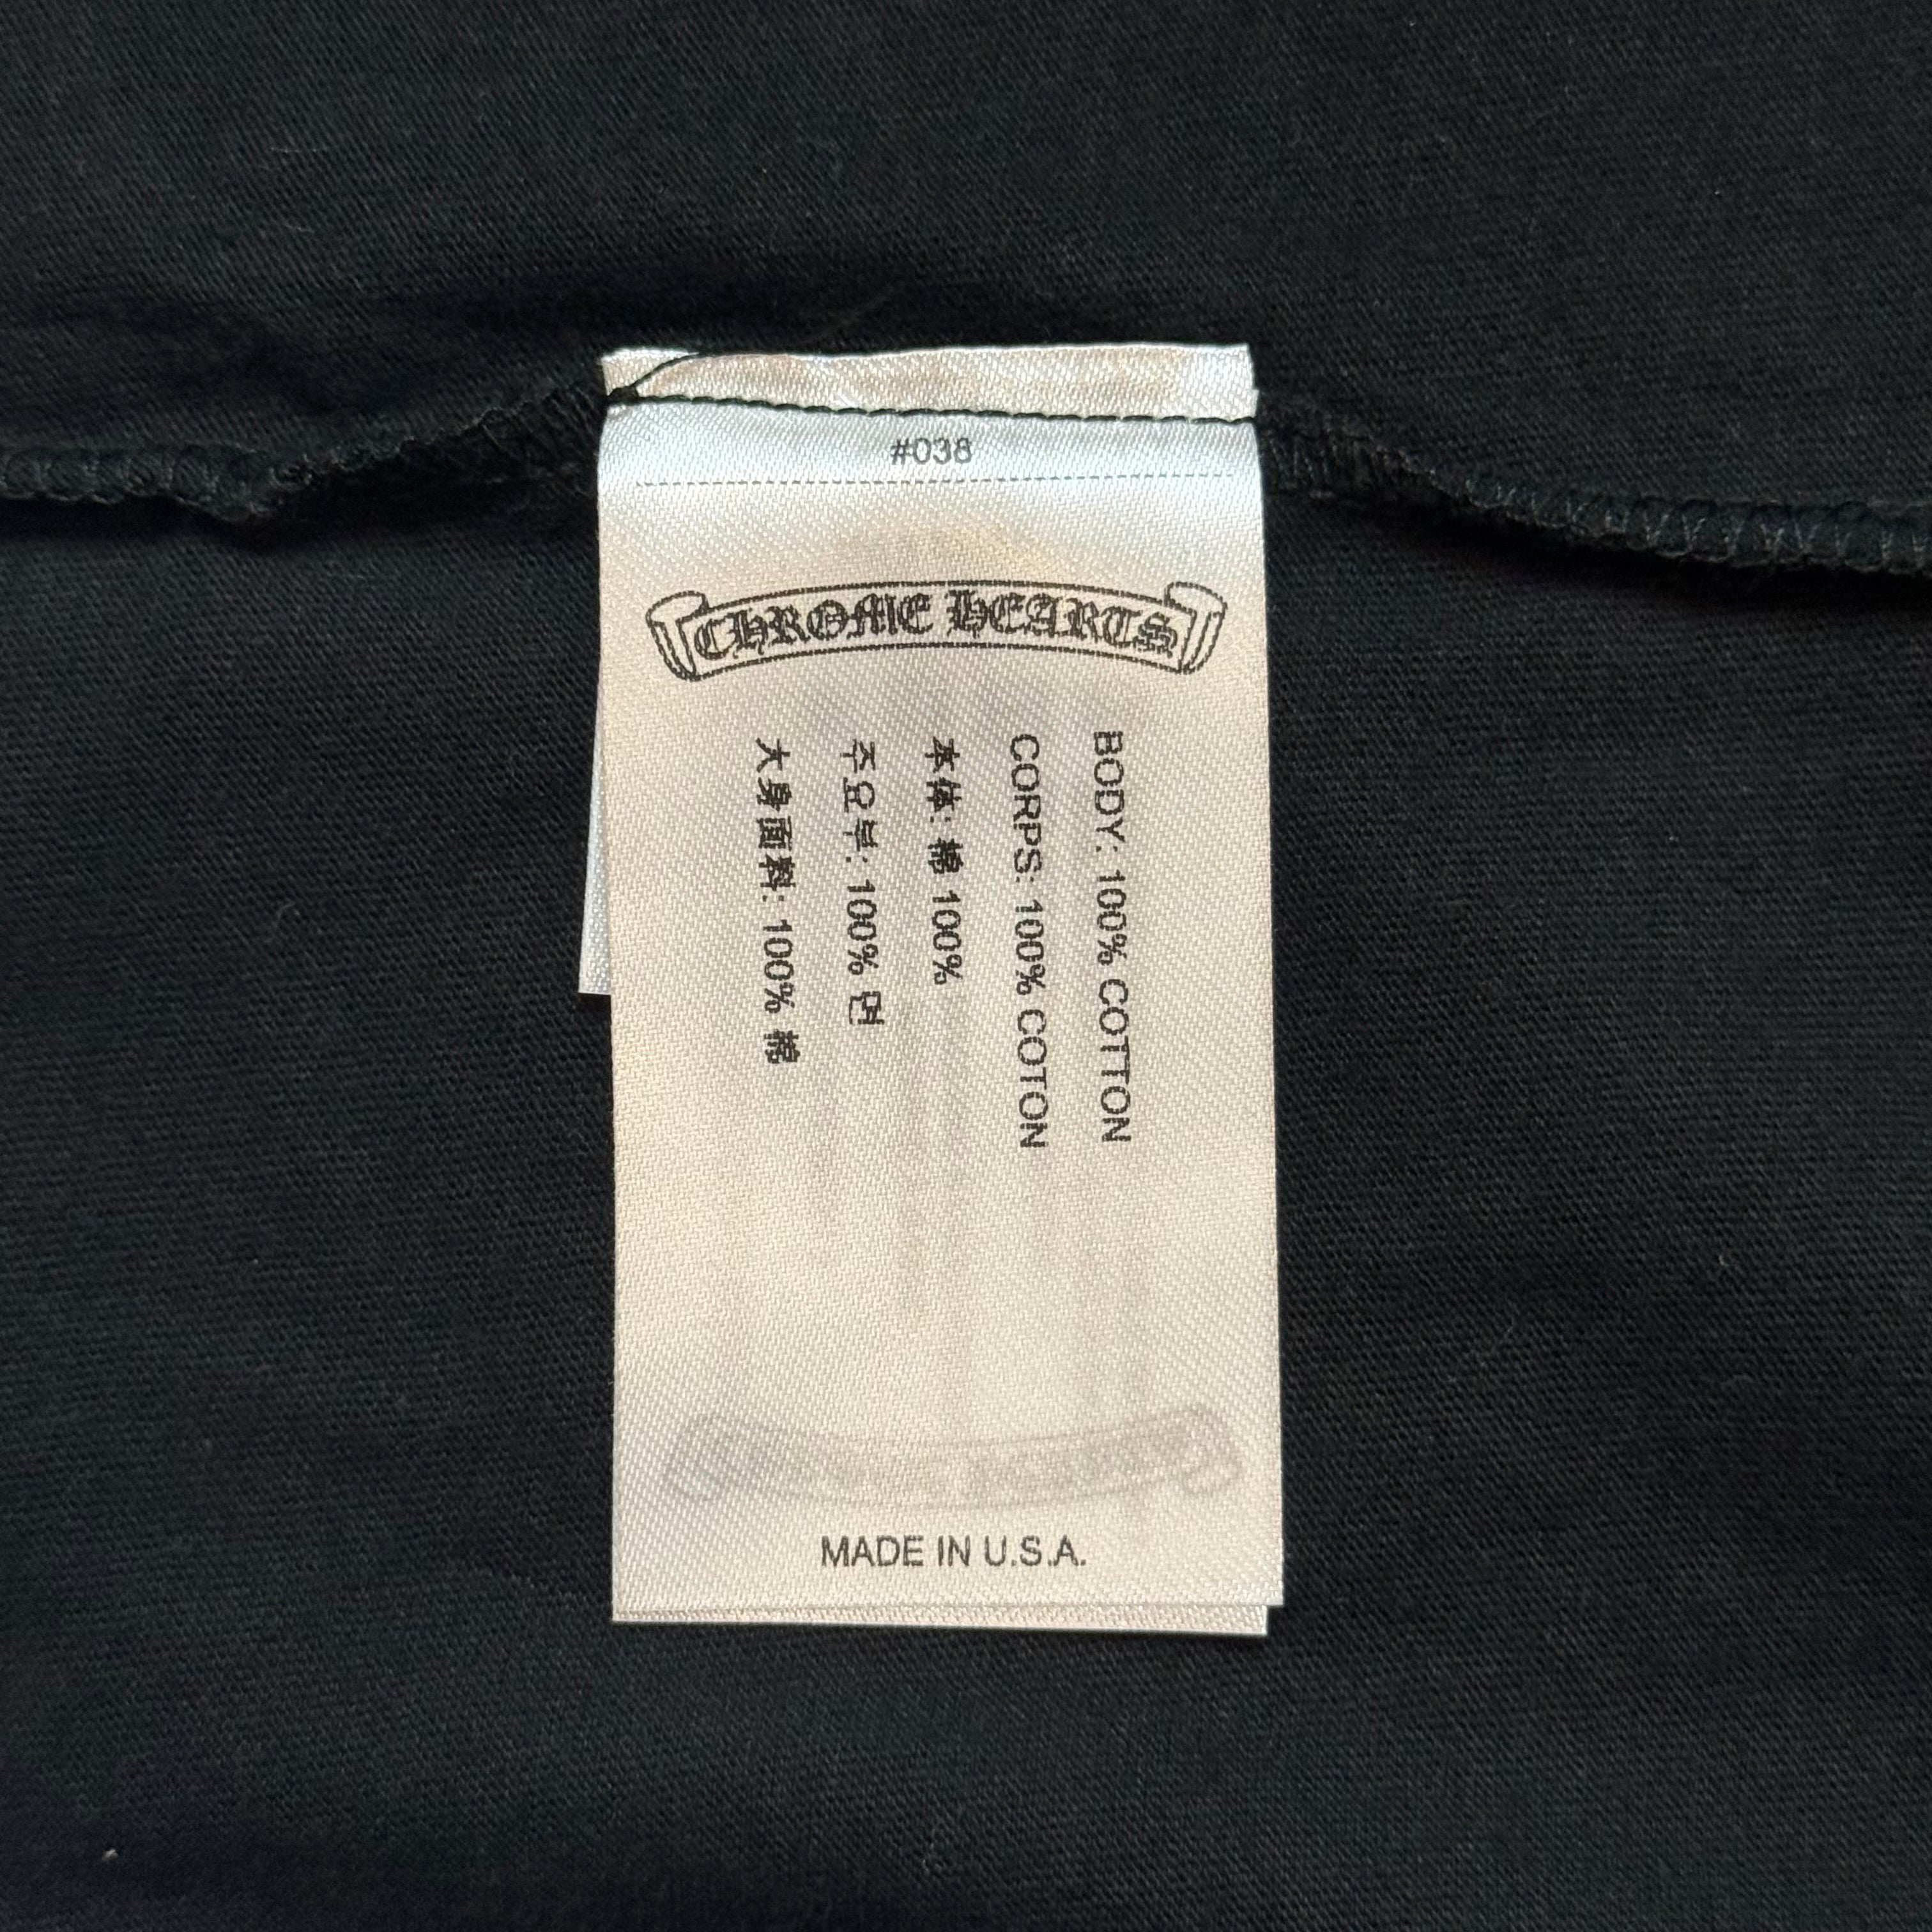 #038
CHROME HEARTS
BODY: 100% COTTON
CORPS: 100% COTON
本体: 棉 100%
주요부: 100% 면
大身面料: 100% 棉
MADE IN U.S.A.